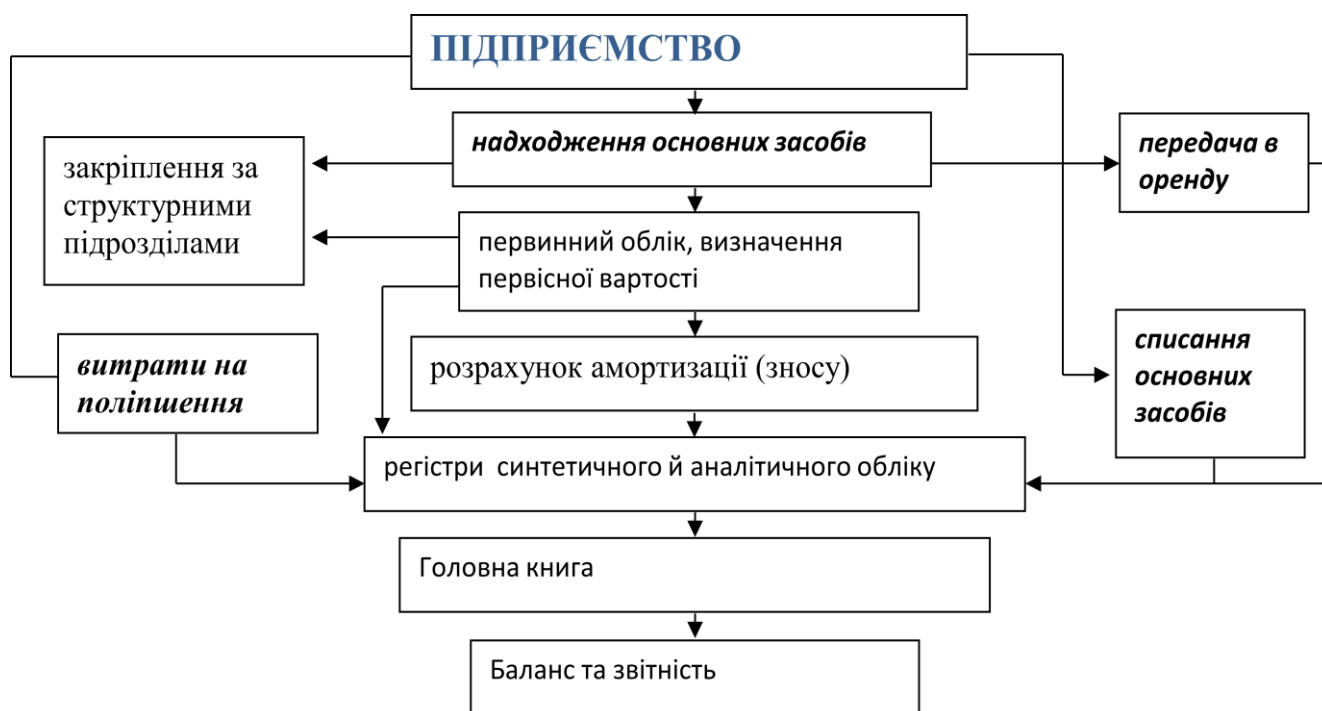 ПІДПРИЄМСТВО
надходження основних засобів
передача в
оренду
закріплення за
структурними
підрозділами
первинний облік, визначення
первісної вартості
витрати на
поліпшення
розрахунок амортизації (зносу)
списання
основних
засобів
регістри синтетичного й аналітичного обліку
Головна книга
Баланс та звітність